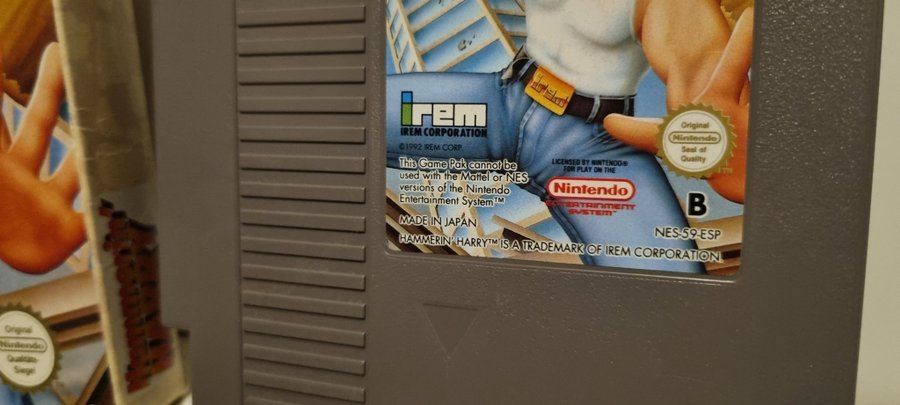 irem
IREM CORPORATION
©1992 IREM CORP.
This Game Pak cannot be
used with the Mattel or NES
versions of the Nintendo
Entertainment System™
MADE IN JAPAN
HAMMERIN' HARRY™ IS A TRADEMARK OF IREM CORPORATION.
LICENSED BY NINTENDO®
FOR PLAY ON THE
Nintendo
ENTERTAINMENT
SYSTEM™
Original
Nintendo
Seal of
Quality
TM
B
NES-59-ESP
Original
Nintendo
Qualitäts-
Siegel